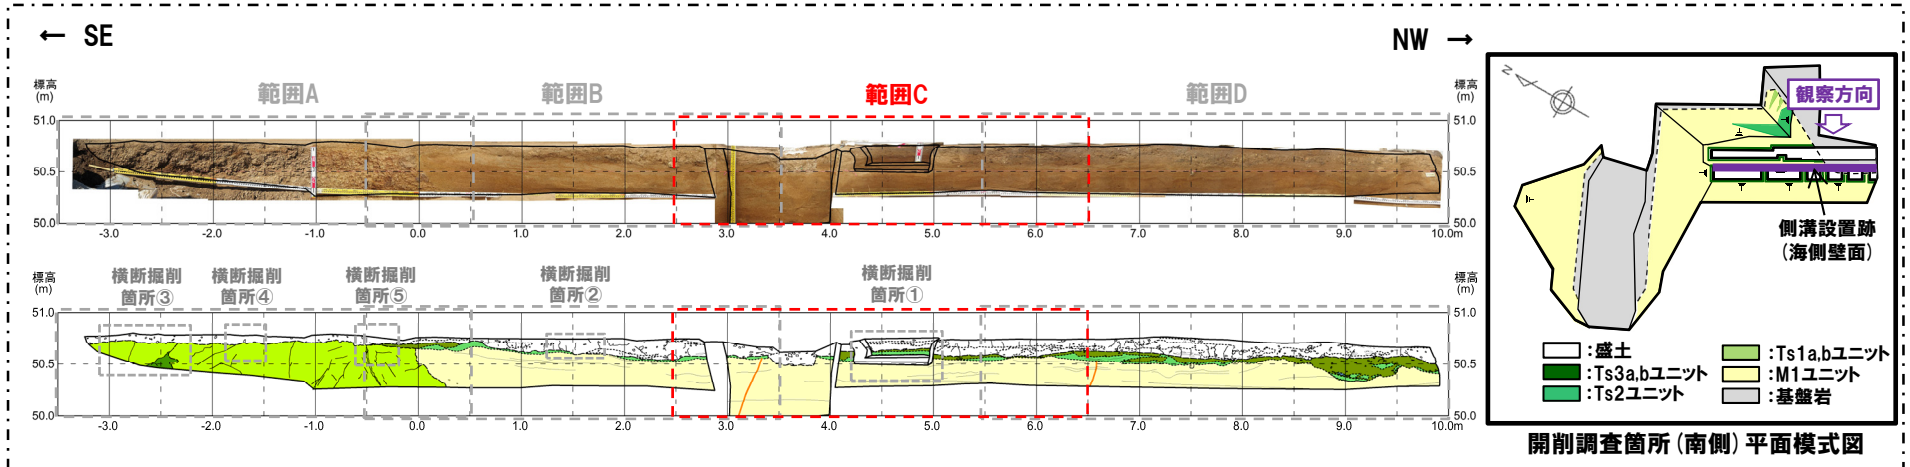 ← SE
NW →
標高
(m)
範囲A
範囲B
範囲C
範囲D
標高
(m)
51.0
50.5
50.0
51.0
50.5
50.0
-3.0
-2.0
-1.0
0.0
1.0
2.0
3.0
4.0
5.0
6.0
7.0
8.0
9.0
10.0m
標高
(m)
横断掘削
箇所③
横断掘削
箇所④
横断掘削
箇所⑤
横断掘削
箇所②
横断掘削
箇所①
標高
(m)
51.0
50.5
50.0
51.0
50.5
50.0
-3.0
-2.0
-1.0
0.0
1.0
2.0
3.0
4.0
5.0
6.0
7.0
8.0
9.0
10.0m
N
観察方向
側溝設置跡
(海側壁面)
:盛土
:Ts3a,bユニット
:Ts2ユニット
:Ts1a,bユニット
:M1ユニット
:基盤岩
開削調査箇所(南側)平面模式図